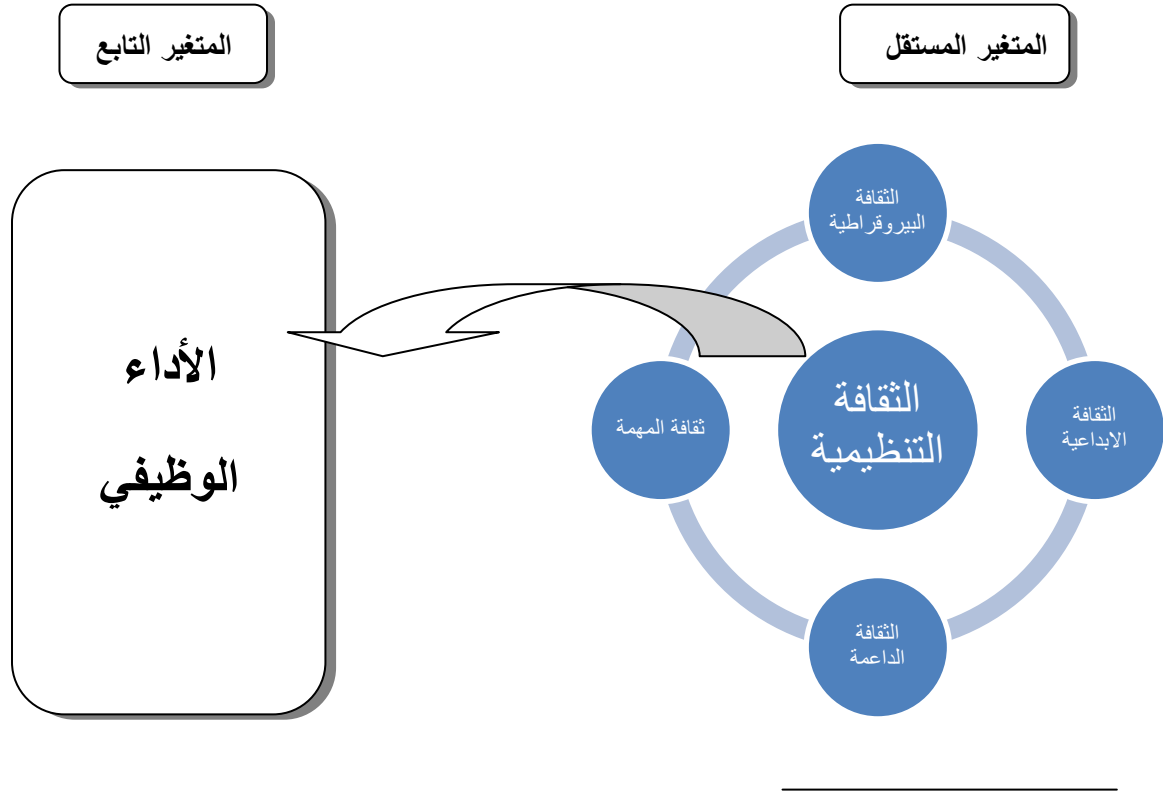 المتغير المستقل
المتغير التابع
الثقافة
البيروقراطية
الثقافة
الابداعية
الثقافة
الداعمة
ثقافة المهمة
الثقافة
التنظيمية
الأداء
الوظيفي